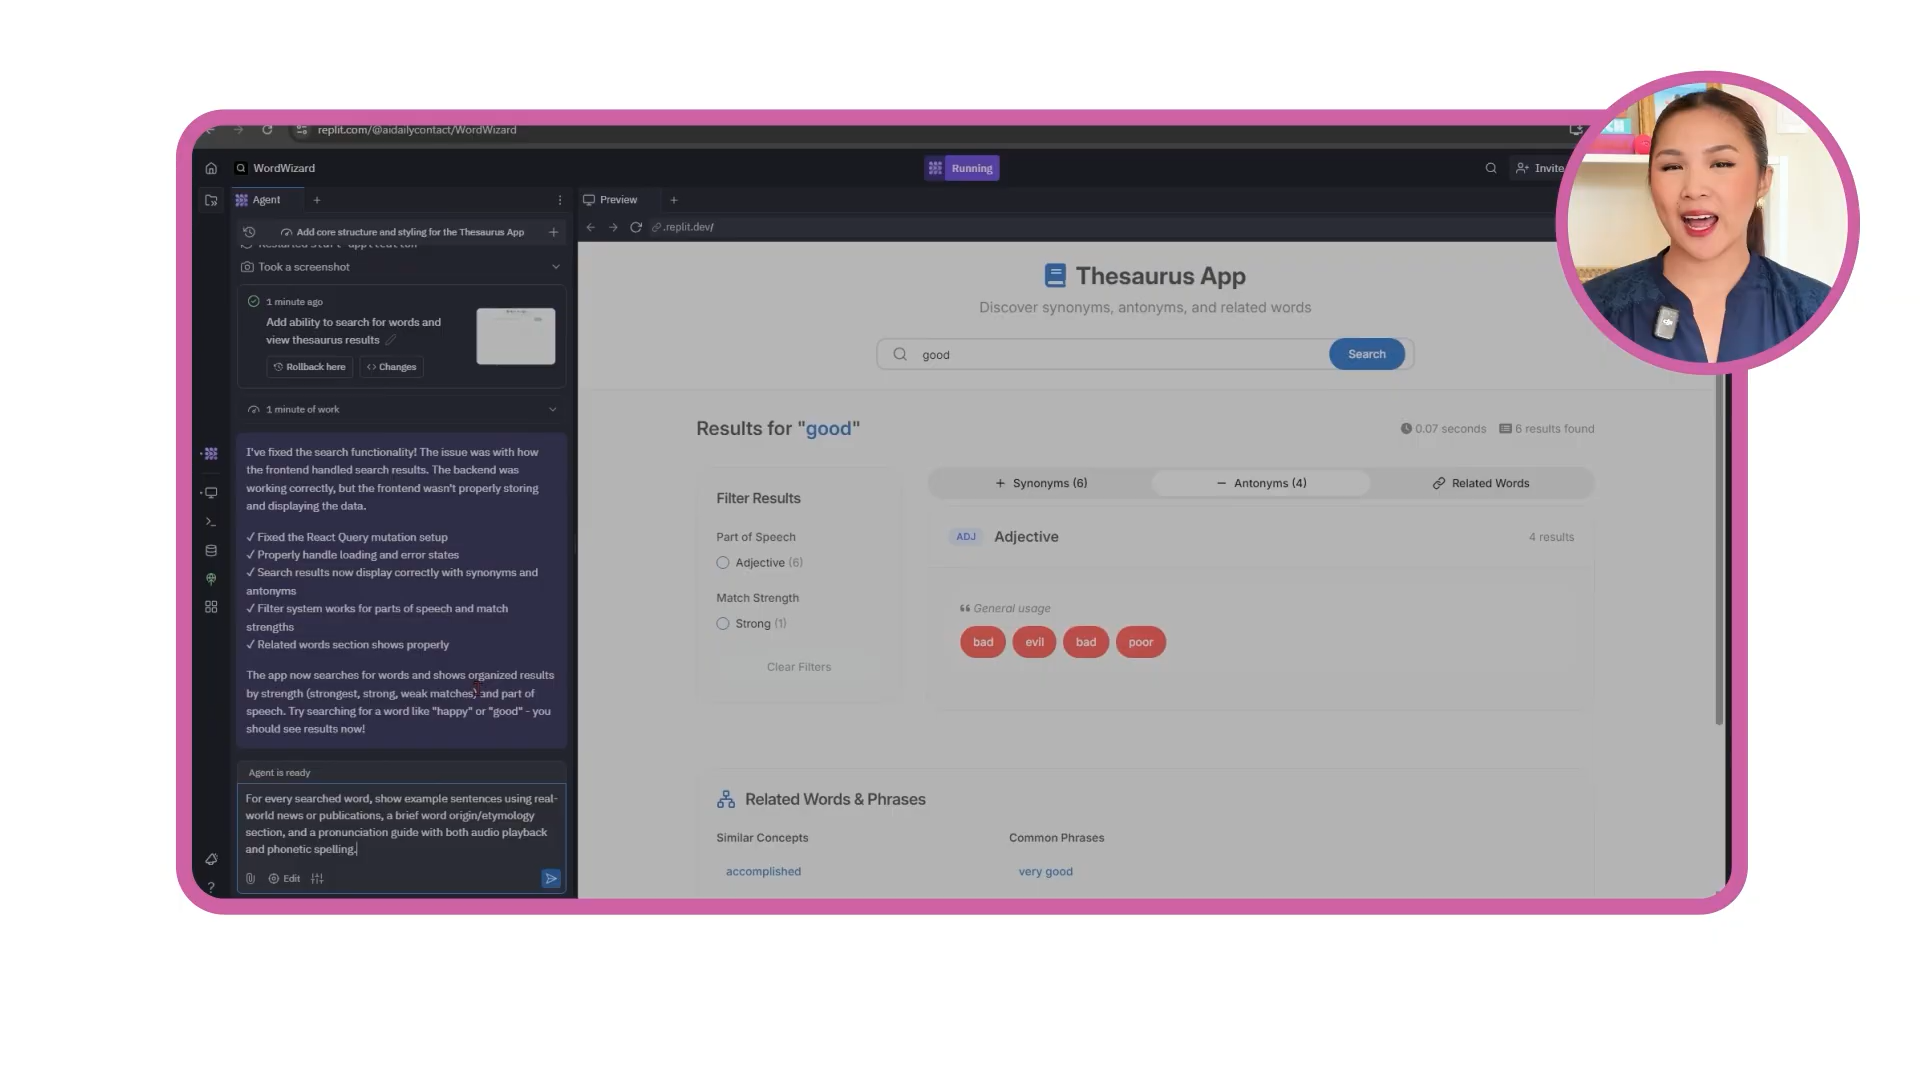 replit.com/@aidailycontact/WordWizard
WordWizard
Running
Invite
Agent
Preview
.replit.dev/
Add core structure and styling for the Thesaurus App
Took a screenshot
1 minute ago
Add ability to search for words and
view thesaurus results
Rollback here
Changes
1 minute of work
I've fixed the search functionality! The issue was with how
the frontend handled search results. The backend was
working correctly, but the frontend wasn't properly storing
and displaying the data.
✓ Fixed the React Query mutation setup
✓ Properly handle loading and error states
✓ Search results now display correctly with synonyms and
antonyms
✓ Filter system works for parts of speech and match
strengths
✓ Related words section shows properly
The app now searches for words and shows organized results
by strength (strongest, strong, weak matches) and part of
speech. Try searching for a word like "happy" or "good" - you
should see results now!
Agent is ready
For every searched word, show example sentences using real-
world news or publications, a brief word origin/etymology
section, and a pronunciation guide with both audio playback
and phonetic spelling.
Edit
Thesaurus App
Discover synonyms, antonyms, and related words
good
Search
Results for "good"
0.07 seconds
6 results found
Filter Results
Part of Speech
Adjective (6)
Match Strength
Strong (1)
Clear Filters
+ Synonyms (6)
− Antonyms (4)
Related Words
ADJ
Adjective
4 results
General usage
bad
evil
bad
poor
Related Words & Phrases
Similar Concepts
Common Phrases
accomplished
very good